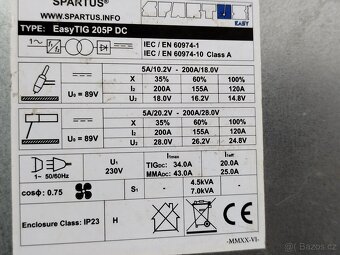 SPARTUS®
WWW.SPARTUS.INFO
EASY
TYPE: EasyTIG 205P DC
1~
IEC / EN 60974-1
IEC / EN 60974-10 Class A
5A/10.2V - 200A/18.0V
X 35% 60% 100%
U₀ = 89V
I2 200A 155A 120A
U2 18.0V 16.2V 14.8V
5A/20.2V - 200A/28.0V
X 35% 60% 100%
U₀ = 89V
I2 200A 155A 120A
U2 28.0V 26.2V 24.8V
I1max I1eff
U1
230V
TIGDC: 34.0A 20.0A
MMADC: 43.0A 25.0A
1~ 50/60Hz
cosφ: 0.75
S1
4.5kVA
7.0kVA
Enclosure Class: IP23 H
CE
-MMXX-VI-
bazos.cz